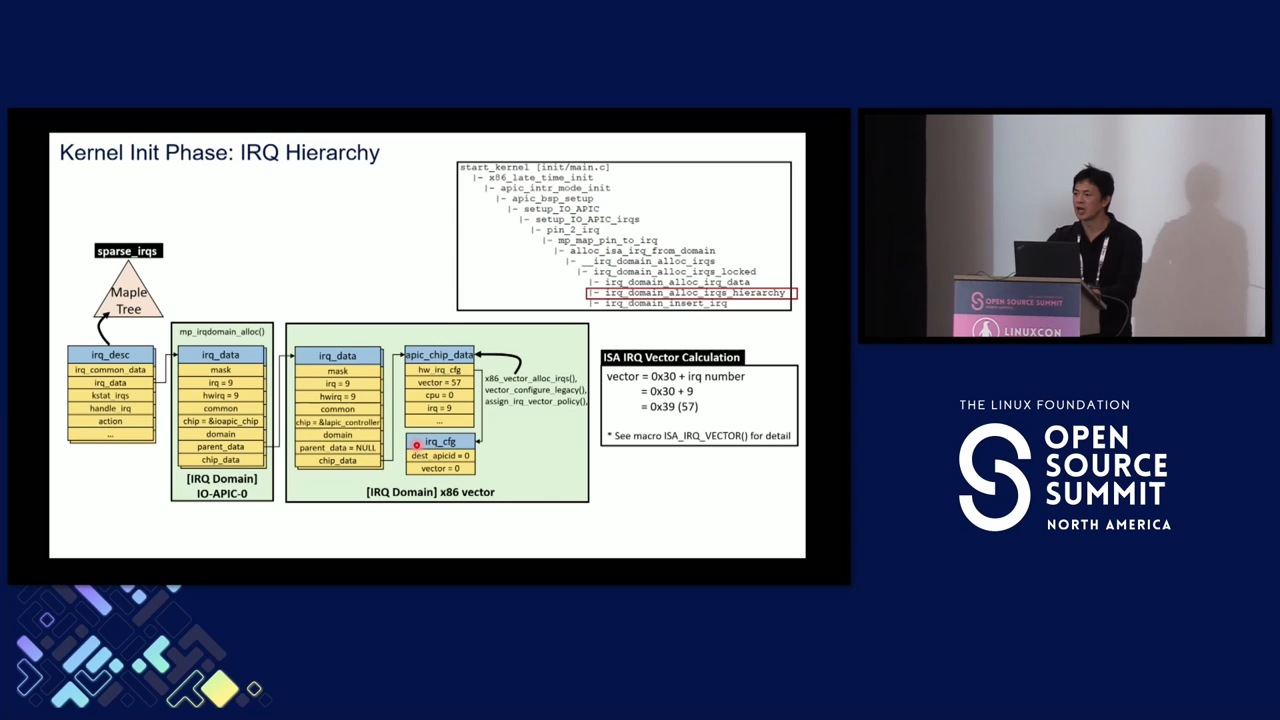 Kernel Init Phase: IRQ Hierarchy
start_kernel [init/main.c]
|- x86_late_time_init
|- apic_intr_mode_init
|- apic_bsp_setup
|- setup_IO_APIC
|- setup_IO_APIC_irqs
|- pin_2_irq
|- mp_map_pin_to_irq
|- alloc_isa_irq_from_domain
|- __irq_domain_alloc_irqs
|- irq_domain_alloc_irqs_locked
|- irq_domain_alloc_irq_data
|- irq_domain_alloc_irqs_hierarchy
|- irq_domain_insert_irq
sparse_irqs
Maple
Tree
irq_desc
irq_common_data
irq_data
kstat_irqs
handle_irq
action
...
mp_irqdomain_alloc()
irq_data
mask
irq = 9
hwirq = 9
common
chip = &ioapic_chip
domain
parent_data
chip_data
[IRQ Domain]
IO-APIC-0
irq_data
mask
irq = 9
hwirq = 9
common
chip = &lapic_controller
domain
parent_data = NULL
chip_data
apic_chip_data
hw_irq_cfg
vector = 57
cpu = 0
irq = 9
...
irq_cfg
dest_apicid = 0
vector = 0
x86_vector_alloc_irqs(),
vector_configure_legacy(),
assign_irq_vector_policy(),
[IRQ Domain] x86 vector
ISA IRQ Vector Calculation
vector = 0x30 + irq number
= 0x30 + 9
= 0x39 (57)
* See macro ISA_IRQ_VECTOR() for detail
OPEN SOURCE SUMMIT
LINUXCON
THE LINUX FOUNDATION
OPEN
SOURCE
SUMMIT
NORTH AMERICA